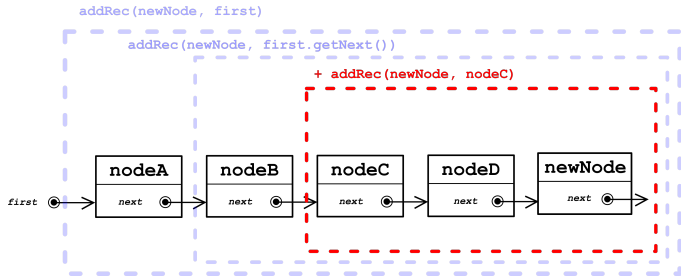 addRec(newNode, first)
addRec(newNode, first.getNext())
+ addRec(newNode, nodeC)
nodeA nodeB nodeC nodeD newNode
first next next next next next